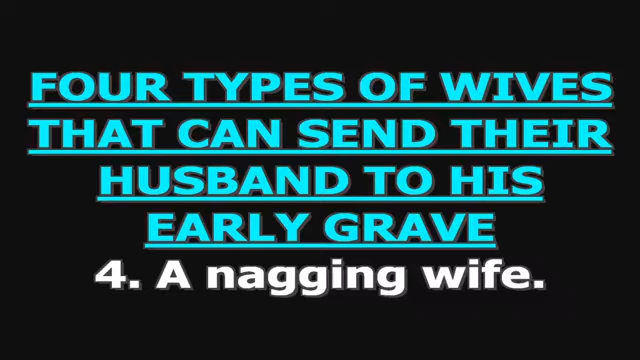 FOUR TYPES OF WIVES
THAT CAN SEND THEIR
HUSBAND TO HIS
EARLY GRAVE
4. A nagging wife.